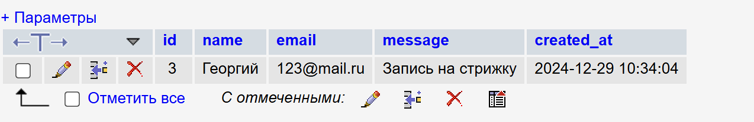 + Параметры
id name email message created_at
3 Георгий 123@mail.ru Запись на стрижку 2024-12-29 10:34:04
Отметить все С отмеченными: